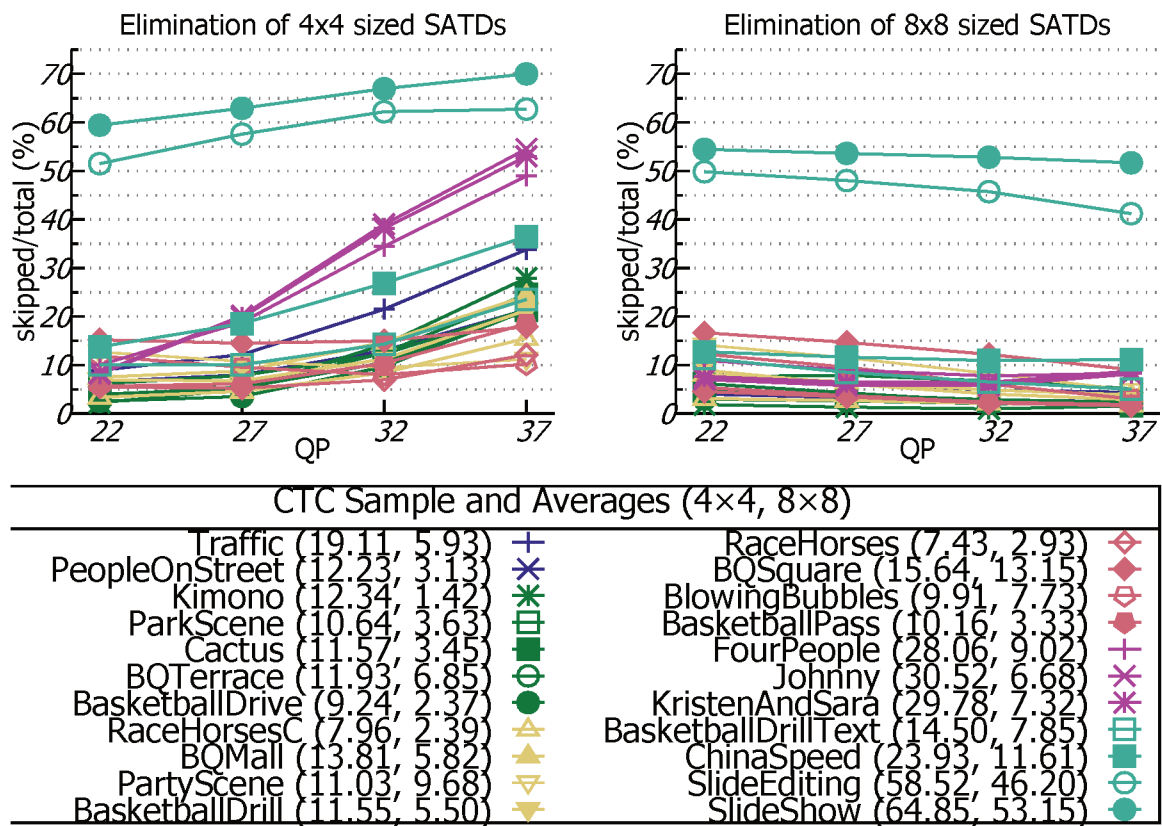 Elimination of 4x4 sized SATDs
Elimination of 8x8 sized SATDs
skipped/total (%)
70
60
50
40
30
20
10
0
22
27
32
37
QP
skipped/total (%)
70
60
50
40
30
20
10
0
22
27
32
37
QP
CTC Sample and Averages (4×4, 8×8)
Traffic (19.11, 5.93)
PeopleOnStreet (12.23, 3.13)
Kimono (12.34, 1.42)
ParkScene (10.64, 3.63)
Cactus (11.57, 3.45)
BQTerrace (11.93, 6.85)
BasketballDrive (9.24, 2.37)
RaceHorsesC (7.96, 2.39)
BQMall (13.81, 5.82)
PartyScene (11.03, 9.68)
BasketballDrill (11.55, 5.50)
RaceHorses (7.43, 2.93)
BQSquare (15.64, 13.15)
BlowingBubbles (9.91, 7.73)
BasketballPass (10.16, 3.33)
FourPeople (28.06, 9.02)
Johnny (30.52, 6.68)
KristenAndSara (29.78, 7.32)
BasketballDrillText (14.50, 7.85)
ChinaSpeed (23.93, 11.61)
SlideEditing (58.52, 46.20)
SlideShow (64.85, 53.15)